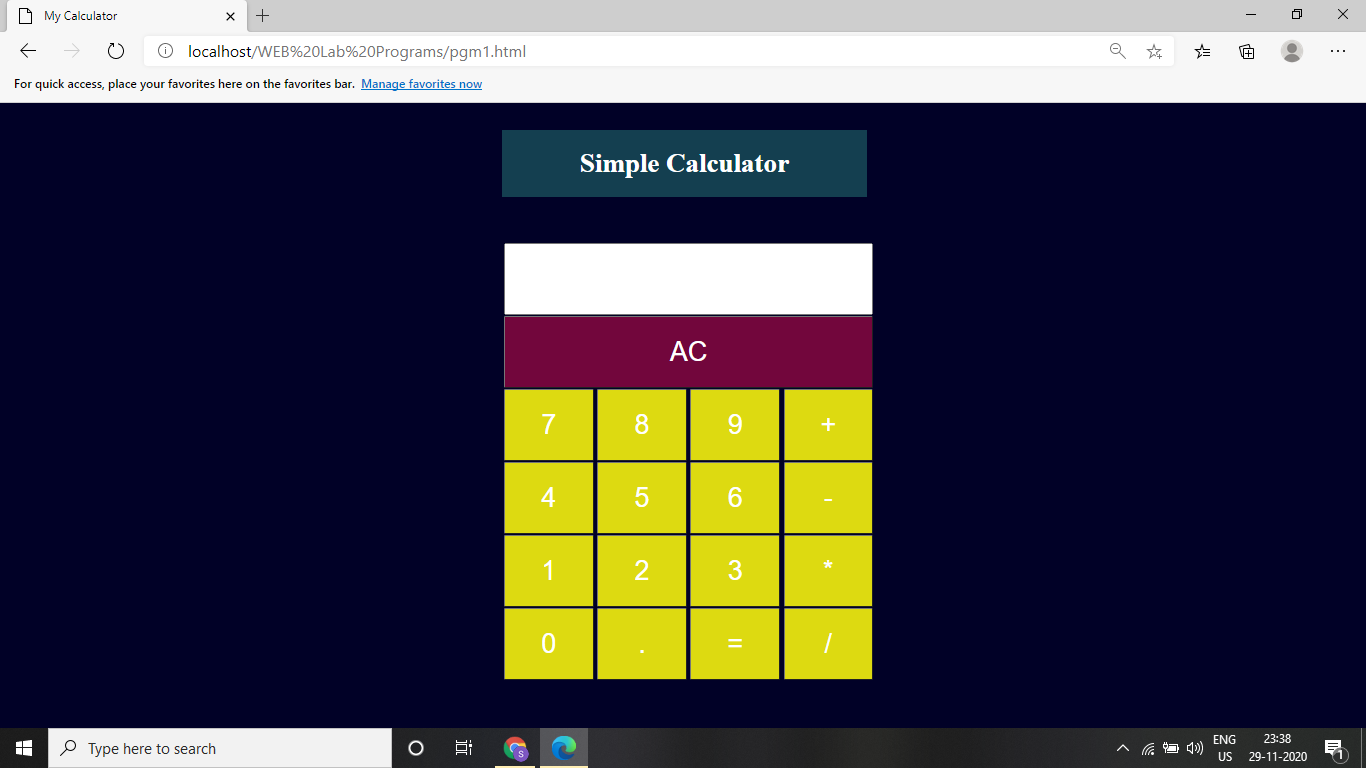 My Calculator
localhost/WEB%20Lab%20Programs/pgm1.html
For quick access, place your favorites here on the favorites bar. Manage favorites now
Simple Calculator
AC
7 8 9 +
4 5 6 -
1 2 3 *
0 . = /
Type here to search
S
ENG
US
23:38
29-11-2020
1